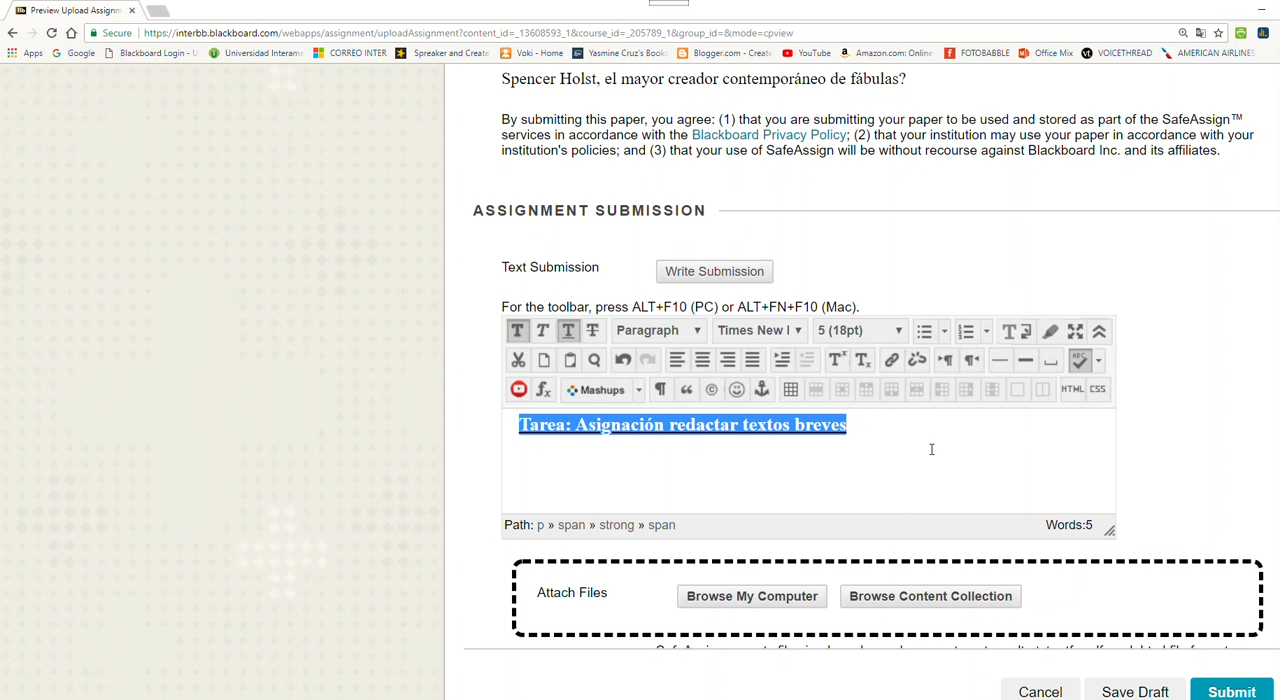 Preview Upload Assignm
Secure https://interbb.blackboard.com/webapps/assignment/uploadAssignment?content_id=_13608593_1&course_id=_205789_1&group_id=&mode=cpview
Apps Google Blackboard Login - U Universidad Interame CORREO INTER Spreaker and Create Voki - Home Yasmine Cruz's Book Blogger.com - Create YouTube Amazon.com: Online FOTOBABBLE Office Mix VOICETHREAD AMERICAN AIRLINES
Spencer Holst, el mayor creador contemporáneo de fábulas?
By submitting this paper, you agree: (1) that you are submitting your paper to be used and stored as part of the SafeAssign™
services in accordance with the Blackboard Privacy Policy; (2) that your institution may use your paper in accordance with your
institution's policies; and (3) that your use of SafeAssign will be without recourse against Blackboard Inc. and its affiliates.
ASSIGNMENT SUBMISSION
Text Submission Write Submission
For the toolbar, press ALT+F10 (PC) or ALT+FN+F10 (Mac).
T T T T Paragraph Times New 5 (18pt)
Mashups HTML CSS
Tarea: Asignación redactar textos breves
Path: p » span » strong » span Words:5
Attach Files Browse My Computer Browse Content Collection
Cancel Save Draft Submit